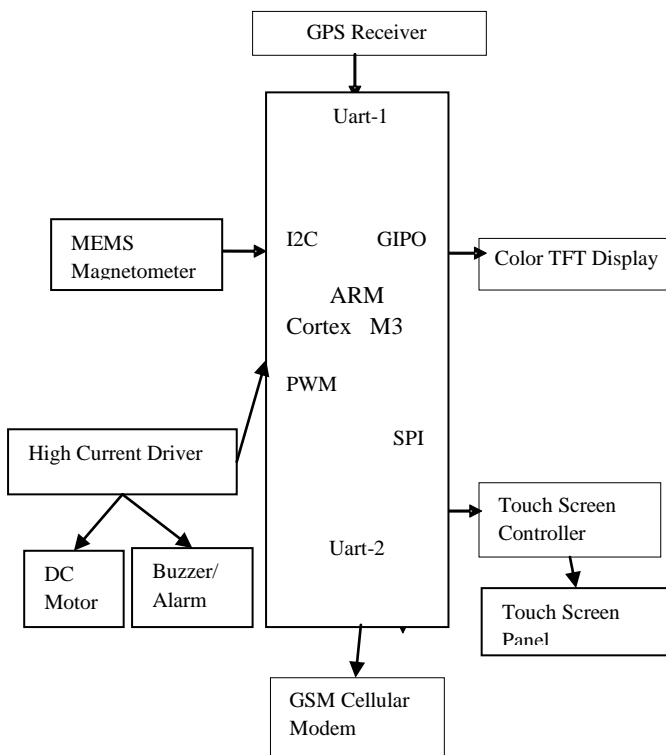 GPS Receiver
Uart-1
MEMS
Magnetometer
I2C GIPO
Color TFT Display
ARM
Cortex M3
PWM
High Current Driver
SPI
Touch Screen
Controller
DC
Motor
Buzzer/
Alarm
Uart-2
Touch Screen
Panel
GSM Cellular
Modem